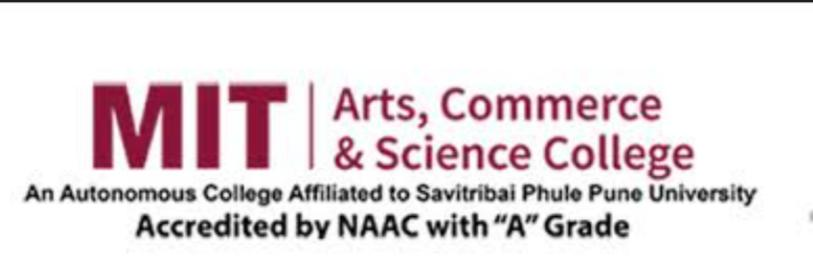 MIT
Arts, Commerce
& Science College
An Autonomous College Affiliated to Savitribai Phule Pune University
Accredited by NAAC with “A” Grade